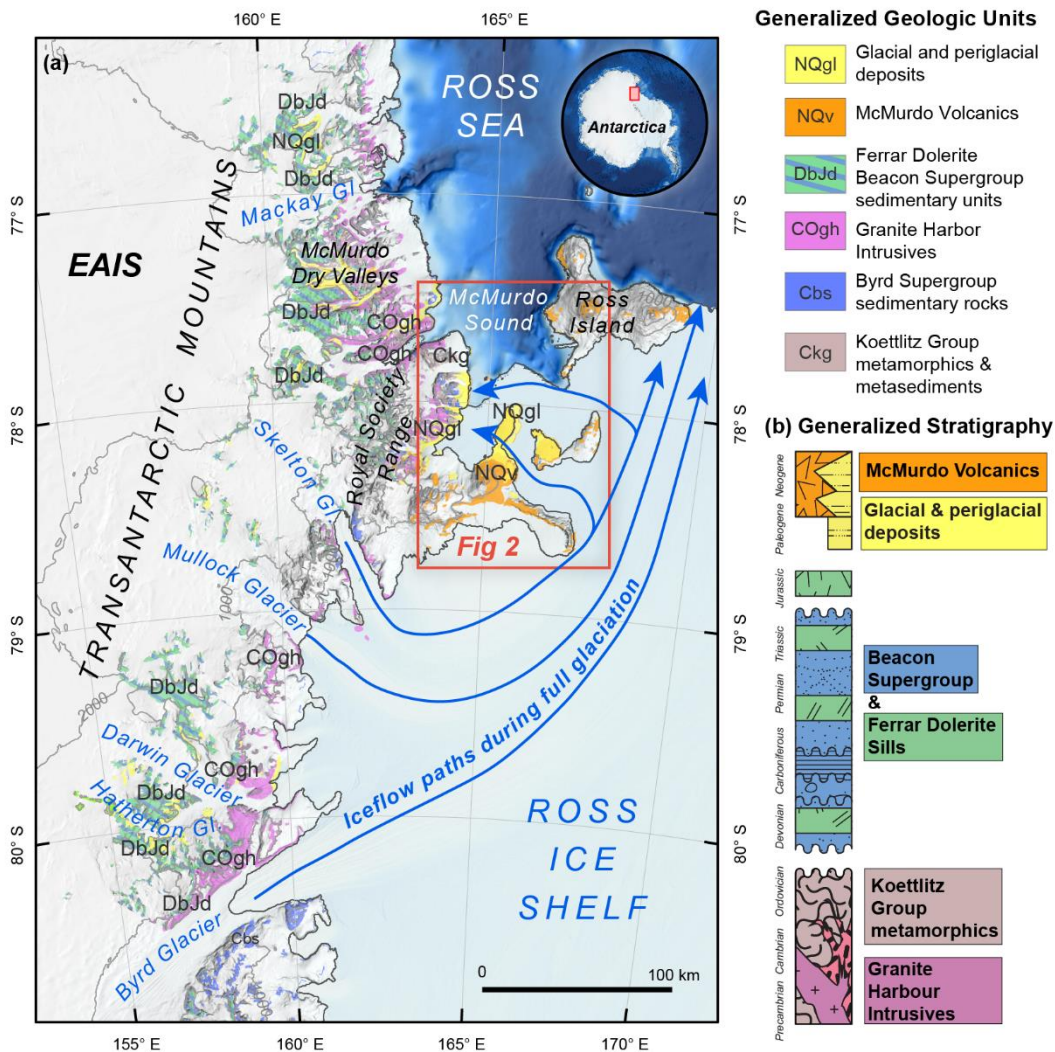 160° E
165° E
(a)
ROSS
SEA
Antarctica
DbJd
NQgl
DbJd
Mackay Gl
77° S
77° S
EAIS
TRANSANTARCTIC MOUNTAINS
McMurdo
Dry Valleys
McMurdo
Sound
Ross
Island
DbJd
COgh
COgh
Ckg
DbJd
78° S
78° S
Royal Society
Range
NQgl
NQgl
NQv
Skelton Gl.
Fig 2
Mullock Glacier
1000
79° S
79° S
COgh
2000
DbJd
Darwin Glacier
COgh
DbJd
Hatherton Gl.
DbJd
COgh
Iceflow paths during full glaciation
80° S
80° S
ROSS
ICE
SHELF
DbJd
Byrd Glacier
Cbs
0
100 km
155° E
160° E
165° E
170° E
Generalized Geologic Units
NQgl
Glacial and periglacial
deposits
NQv
McMurdo Volcanics
DbJd
Ferrar Dolerite
Beacon Supergroup
sedimentary units
COgh
Granite Harbor
Intrusives
Cbs
Byrd Supergroup
sedimentary rocks
Ckg
Koettlitz Group
metamorphics &
metasediments
(b) Generalized Stratigraphy
Neogene
Paleogene
Jurassic
Triassic
Permian
Carboniferous
Devonian
Ordovician
Cambrian
Precambrian
McMurdo Volcanics
Glacial & periglacial
deposits
Beacon
Supergroup
&
Ferrar Dolerite
Sills
Koettlitz
Group
metamorphics
Granite
Harbour
Intrusives